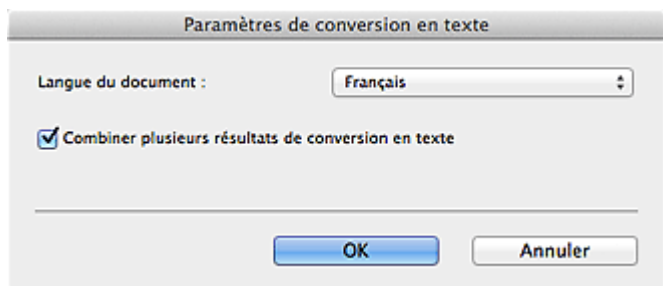 Paramètres de conversion en texte
Langue du document : Français
Combiner plusieurs résultats de conversion en texte
OK Annuler